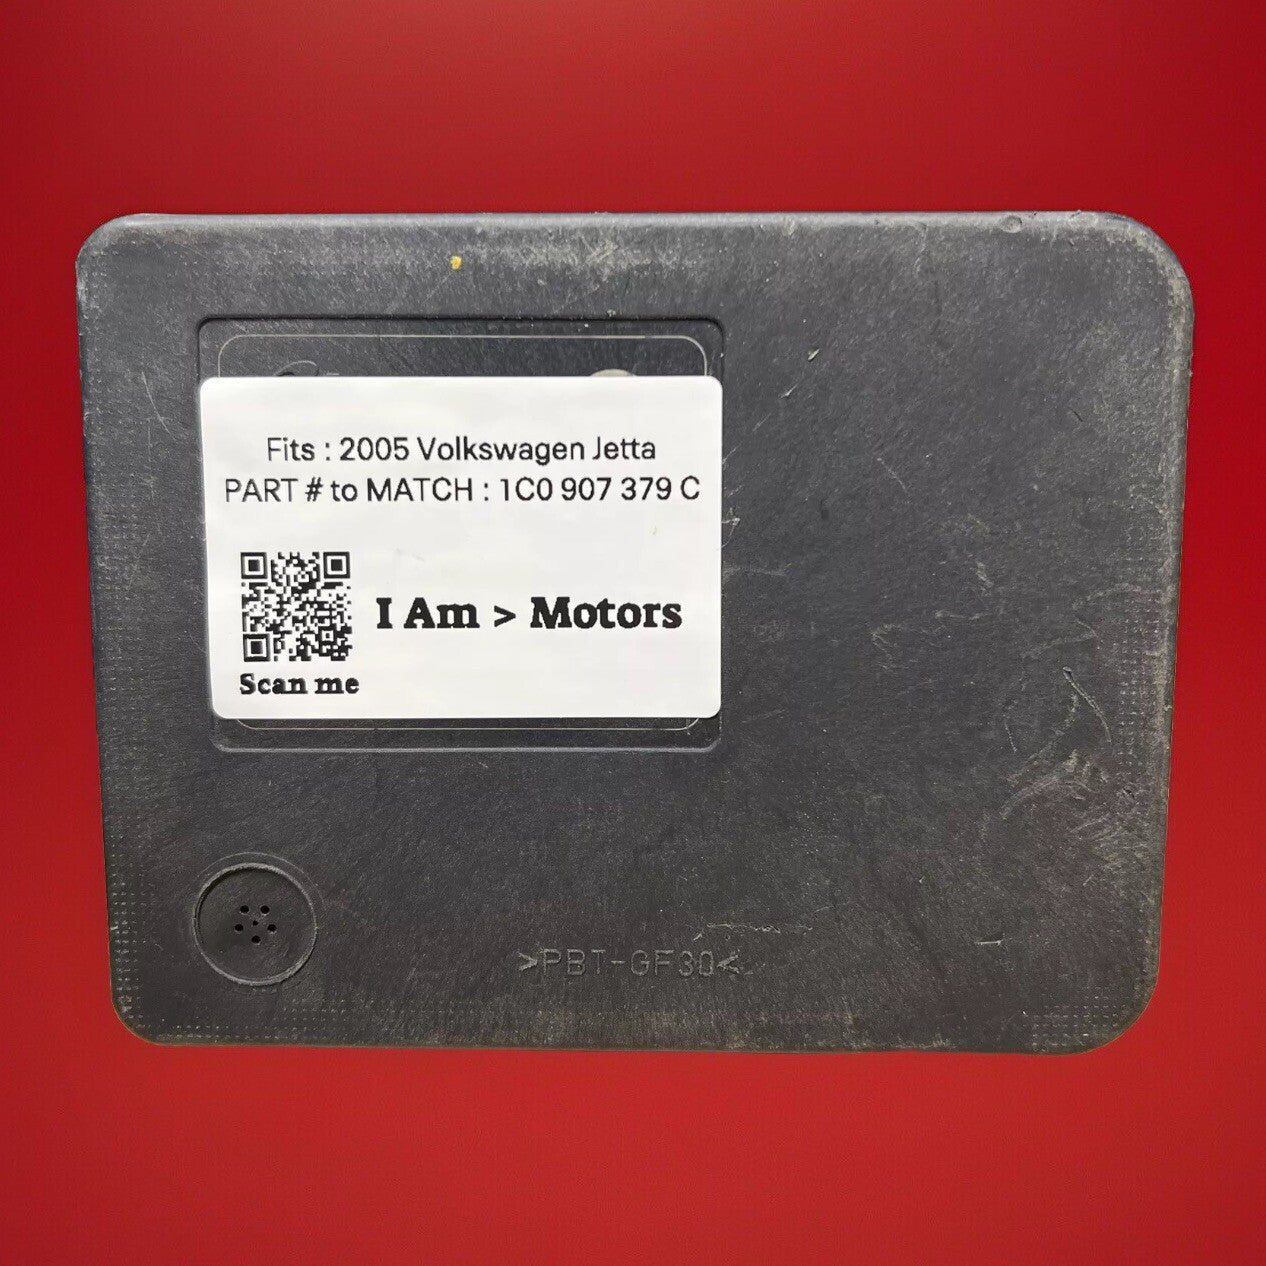 Fits : 2005 Volkswagen Jetta
PART # to MATCH : 1C0 907 379 C
I Am > Motors
Scan me
>PBT-GF30<